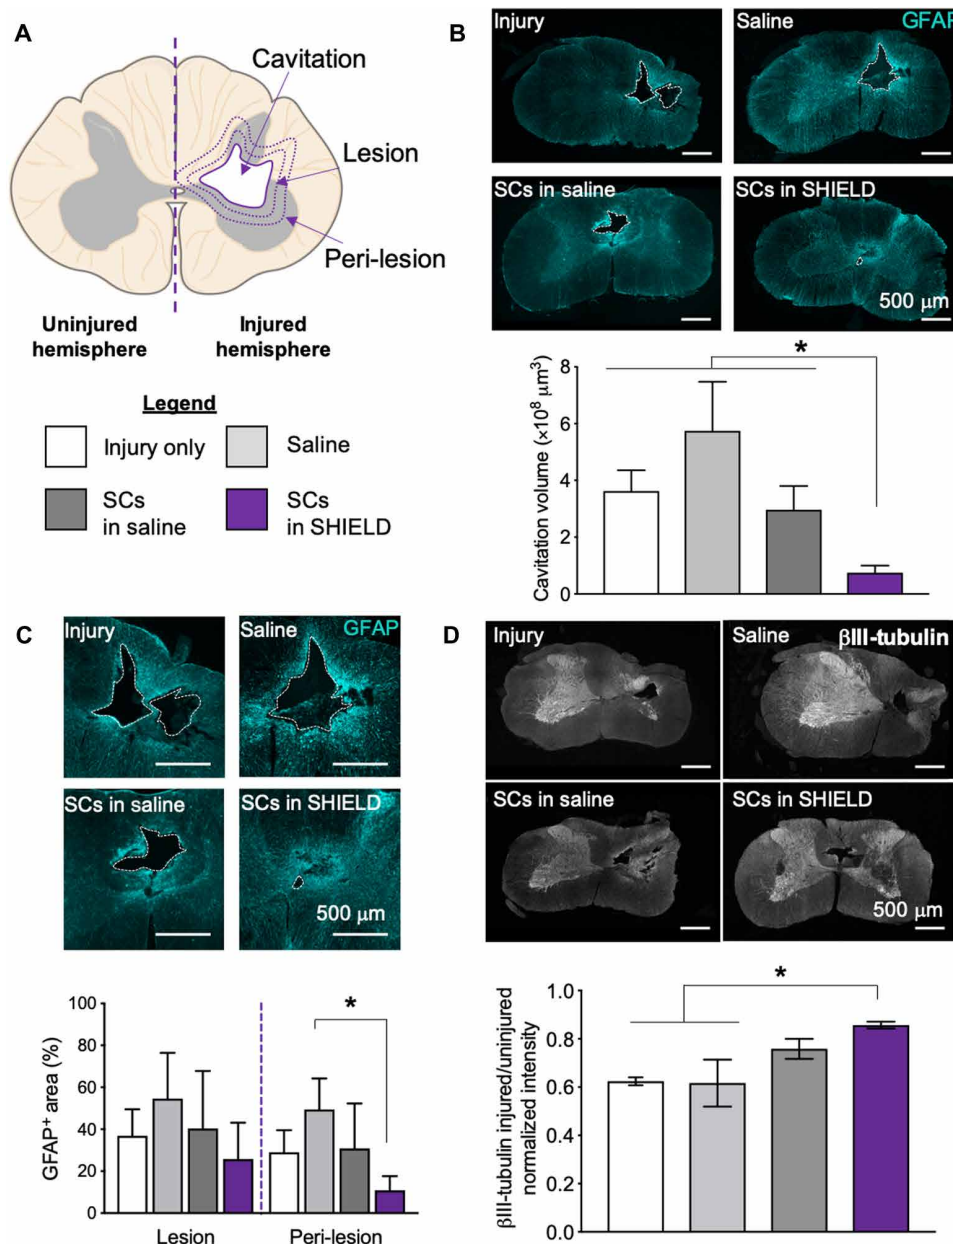 A
Cavitation
Lesion
Peri-lesion
Uninjured
hemisphere
Injured
hemisphere
Legend
Injury only
Saline
SCs
in saline
SCs
in SHIELD
B
Injury
Saline
GFAP
SCs in saline
SCs in SHIELD
500 μm
*
Cavitation volume (×10⁸ μm³)
8
6
4
2
0
C
Injury
Saline
GFAP
SCs in saline
SCs in SHIELD
500 μm
*
GFAP⁺ area (%)
100
80
60
40
20
0
Lesion
Peri-lesion
D
Injury
Saline
βIII-tubulin
SCs in saline
SCs in SHIELD
500 μm
*
βIII-tubulin injured/uninjured
normalized intensity
1.0
0.8
0.6
0.4
0.2
0.0